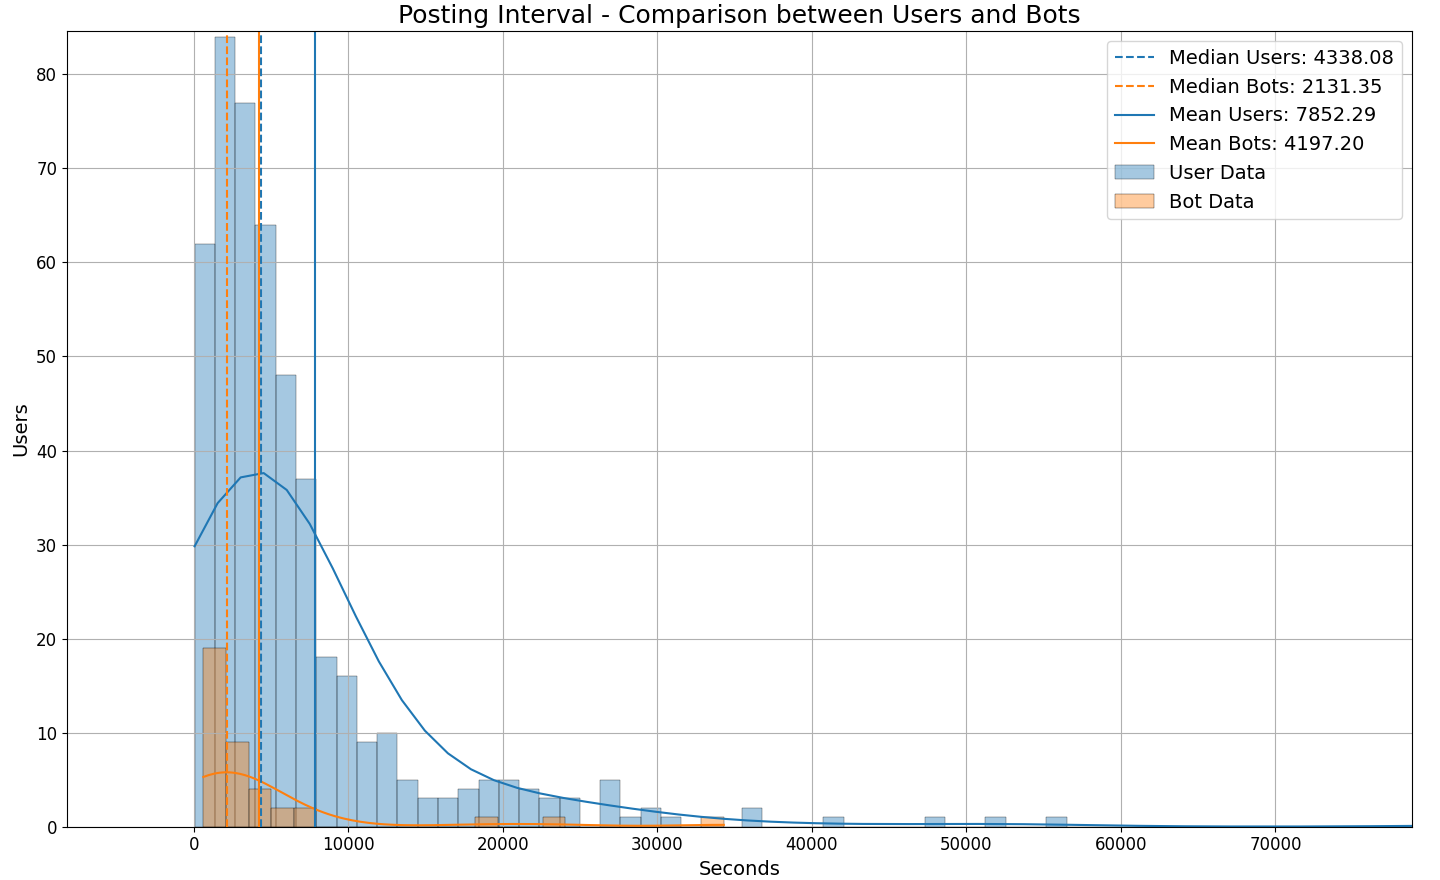 Posting Interval - Comparison between Users and Bots
Median Users: 4338.08
Median Bots: 2131.35
Mean Users: 7852.29
Mean Bots: 4197.20
User Data
Bot Data
Users
80
70
60
50
40
30
20
10
0
0 10000 20000 30000 40000 50000 60000 70000
Seconds